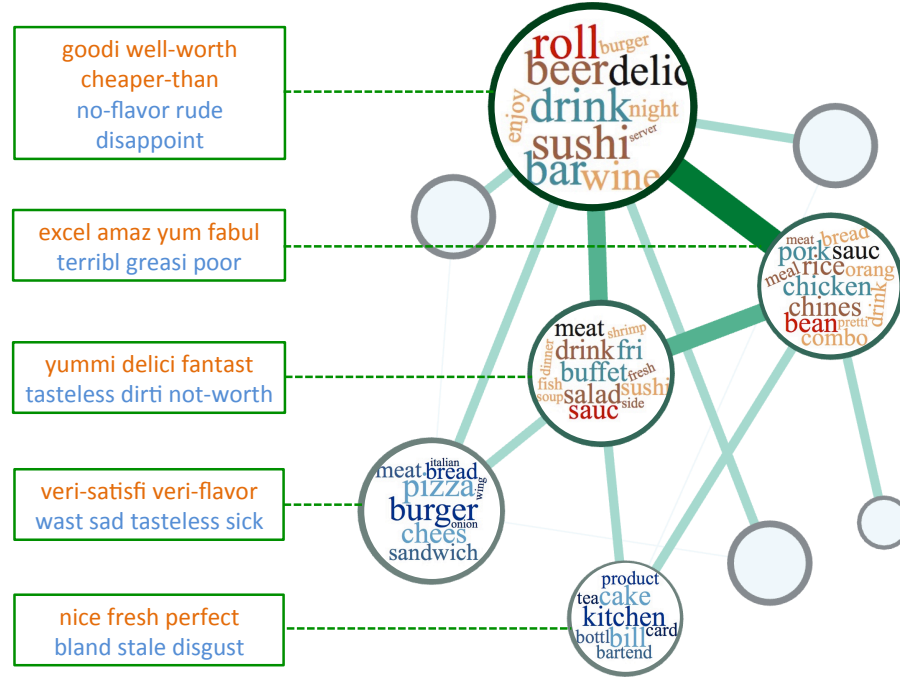 goodi well-worth
cheaper-than
no-flavor rude
disappoint
excel amaz yum fabul
terribl greasi poor
yummi delici fantast
tasteless dirti not-worth
veri-satisfi veri-flavor
wast sad tasteless sick
nice fresh perfect
bland stale disgust
roll burger
beer delic
enjoy drink night
sushi server
bar wine
meat bread
pork sauc
meal rice orang
chicken drink
chines
bean pretti
combo
meat shrimp
dinner drink fri
buffet fresh
fish salad sushi
soup sauc side
italian
meat bread
pizza wing
burger
onion
chees
sandwich
product
tea cake
kitchen
bottl bill card
bartend